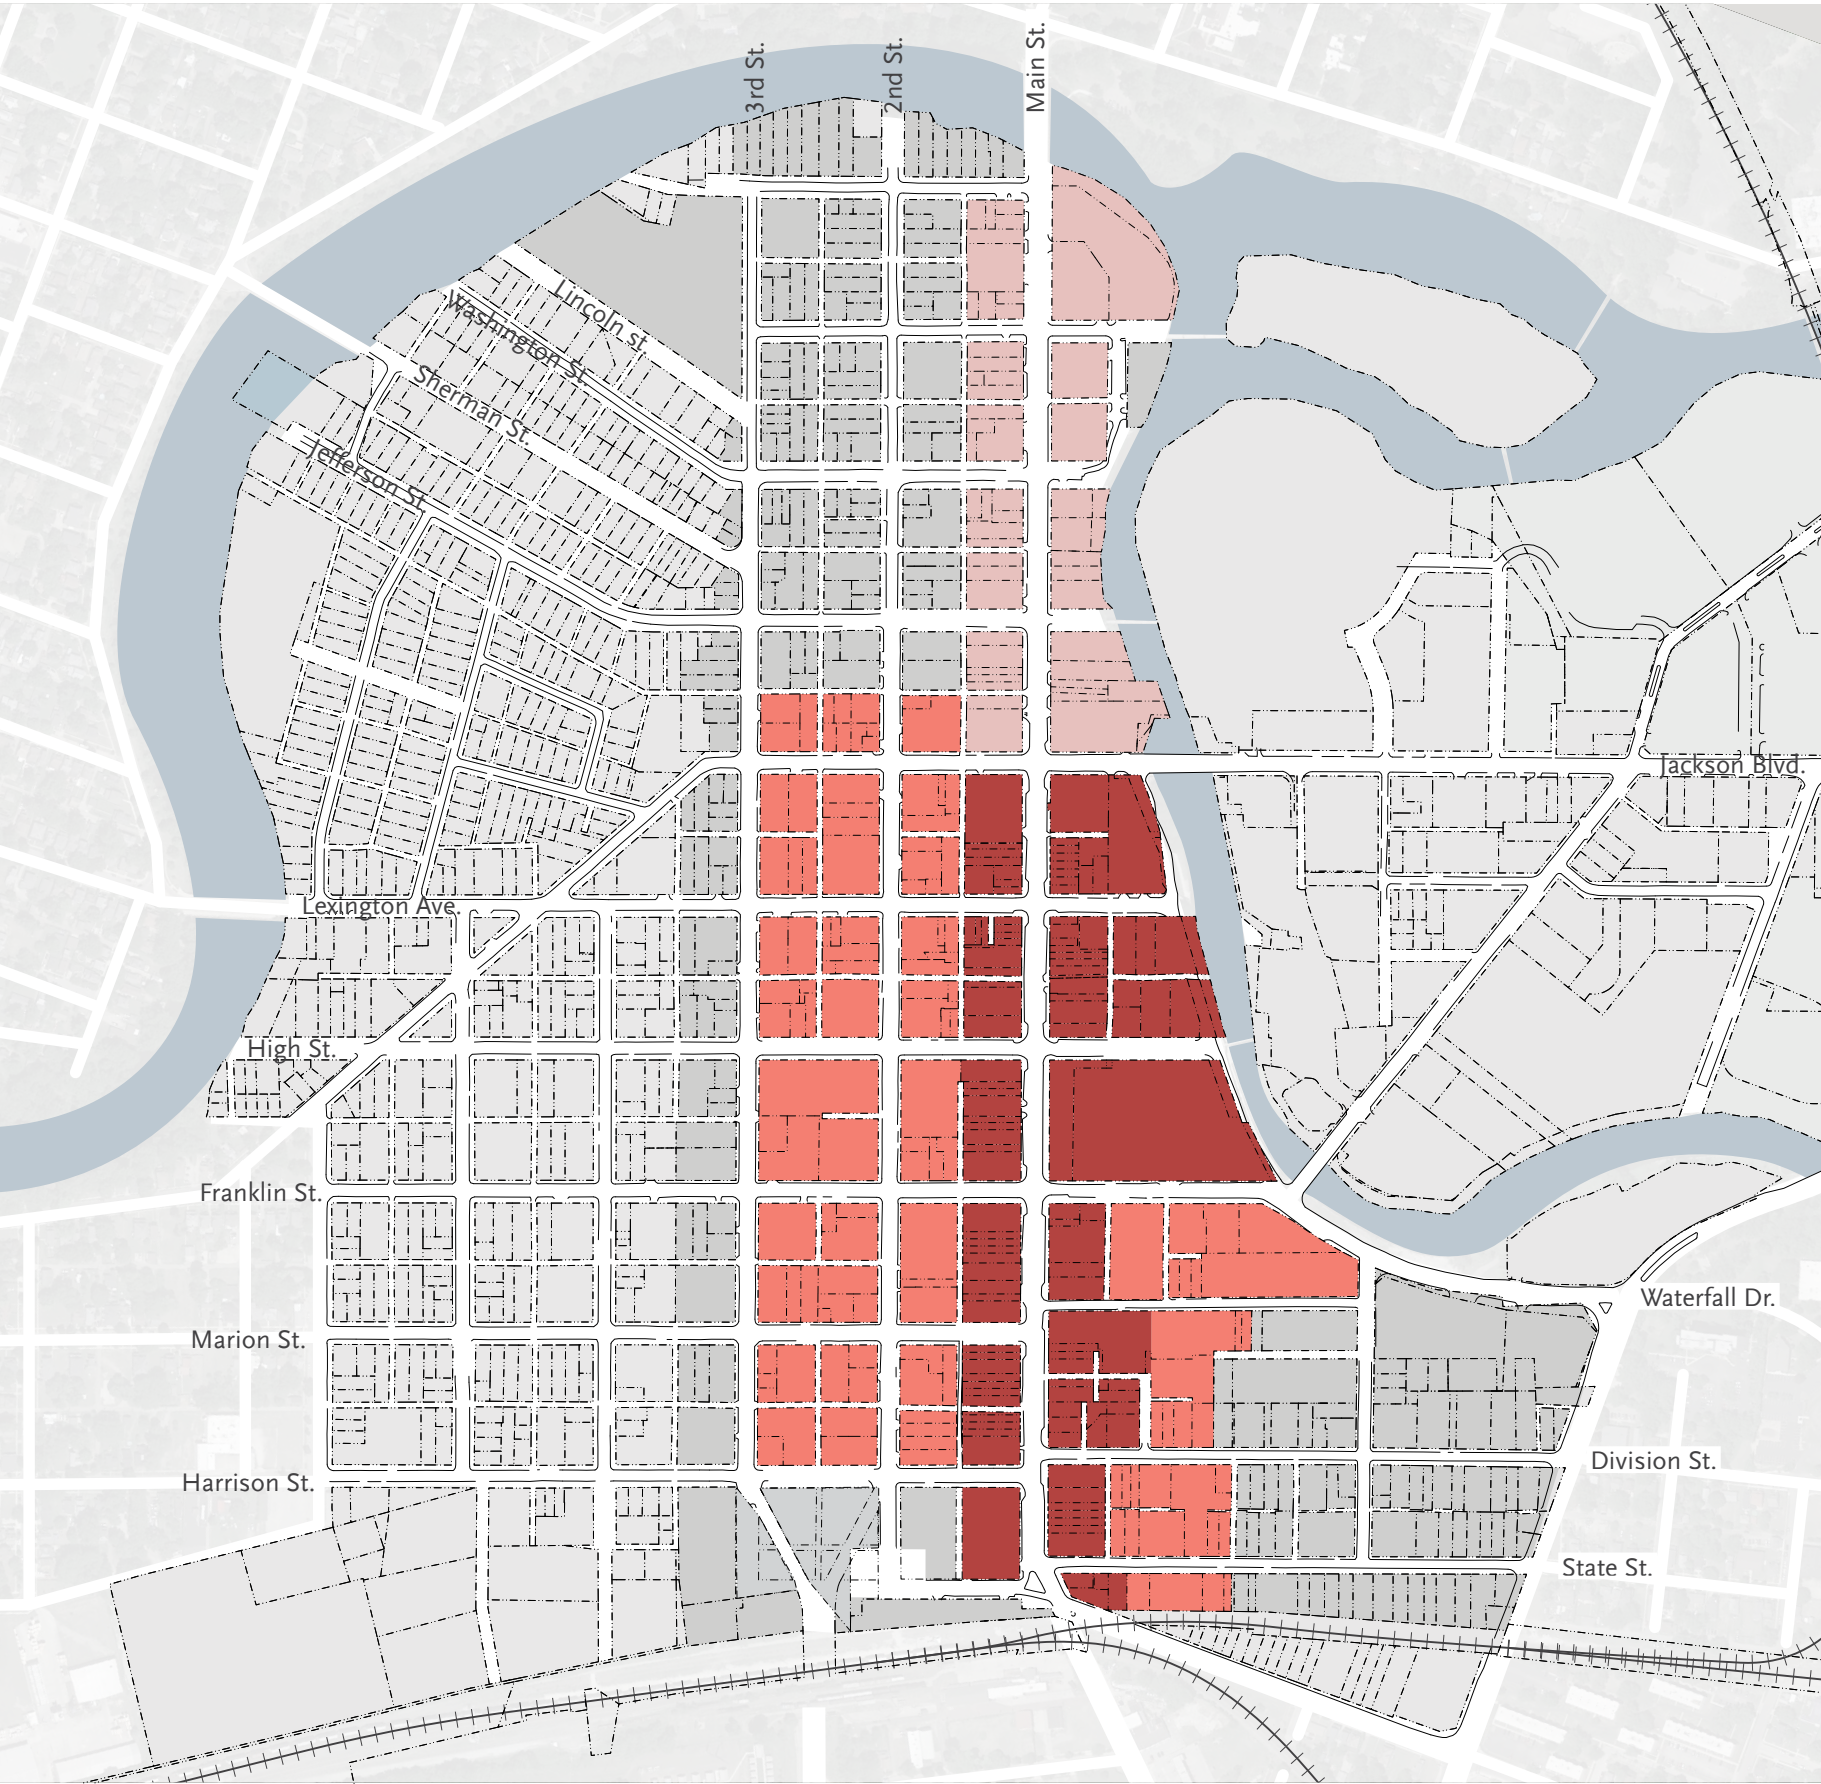 3rd St.
2nd St.
Main St.
Lincoln st.
Washington St.
Sherman St.
Jefferson St.
Jackson Blvd.
Lexington Ave.
High St.
Franklin St.
Waterfall Dr.
Marion St.
Division St.
Harrison St.
State St.